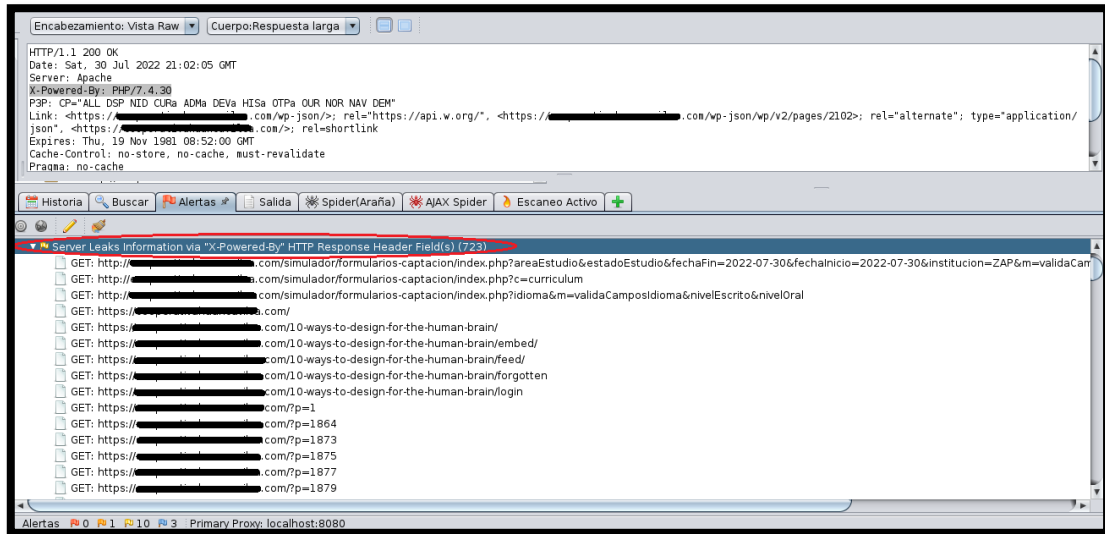 Encabezamiento: Vista Raw Cuerpo:Respuesta larga
HTTP/1.1 200 OK
Date: Sat, 30 Jul 2022 21:02:05 GMT
Server: Apache
X-Powered-By: PHP/7.4.30
P3P: CP="ALL DSP NID CURa ADMa DEVa HISa OTPa OUR NOR NAV DEM"
Link: <https:// .com/wp-json/>; rel="https://api.w.org/", <https:// .com/wp-json/wp/v2/pages/2102>; rel="alternate"; type="application/
json", <https:// .com/>; rel=shortlink
Expires: Thu, 19 Nov 1981 08:52:00 GMT
Cache-Control: no-store, no-cache, must-revalidate
Pragma: no-cache
Historia Buscar Alertas Salida Spider(Araña) AJAX Spider Escaneo Activo
Server Leaks Information via "X-Powered-By" HTTP Response Header Field(s) (723)
GET: http:// .com/simulador/formularios-captacion/index.php?areaEstudio&estadoEstudio&fechaFin=2022-07-30&fechaInicio=2022-07-30&institucion=ZAP&m=validaCam
GET: http:// a.com/simulador/formularios-captacion/index.php?c=curriculum
GET: http:// .com/simulador/formularios-captacion/index.php?idioma&m=validaCamposIdioma&nivelEscrito&nivelOral
GET: https:// .com/
GET: https:// .com/10-ways-to-design-for-the-human-brain/
GET: https:// .com/10-ways-to-design-for-the-human-brain/embed/
GET: https:// com/10-ways-to-design-for-the-human-brain/feed/
GET: https:// com/10-ways-to-design-for-the-human-brain/forgotten
GET: https:// com/10-ways-to-design-for-the-human-brain/login
GET: https:// com/?p=1
GET: https:// .com/?p=1864
GET: https:// .com/?p=1873
GET: https:// .com/?p=1875
GET: https:// .com/?p=1877
GET: https:// .com/?p=1879
Alertas 0 1 10 3 Primary Proxy: localhost:8080